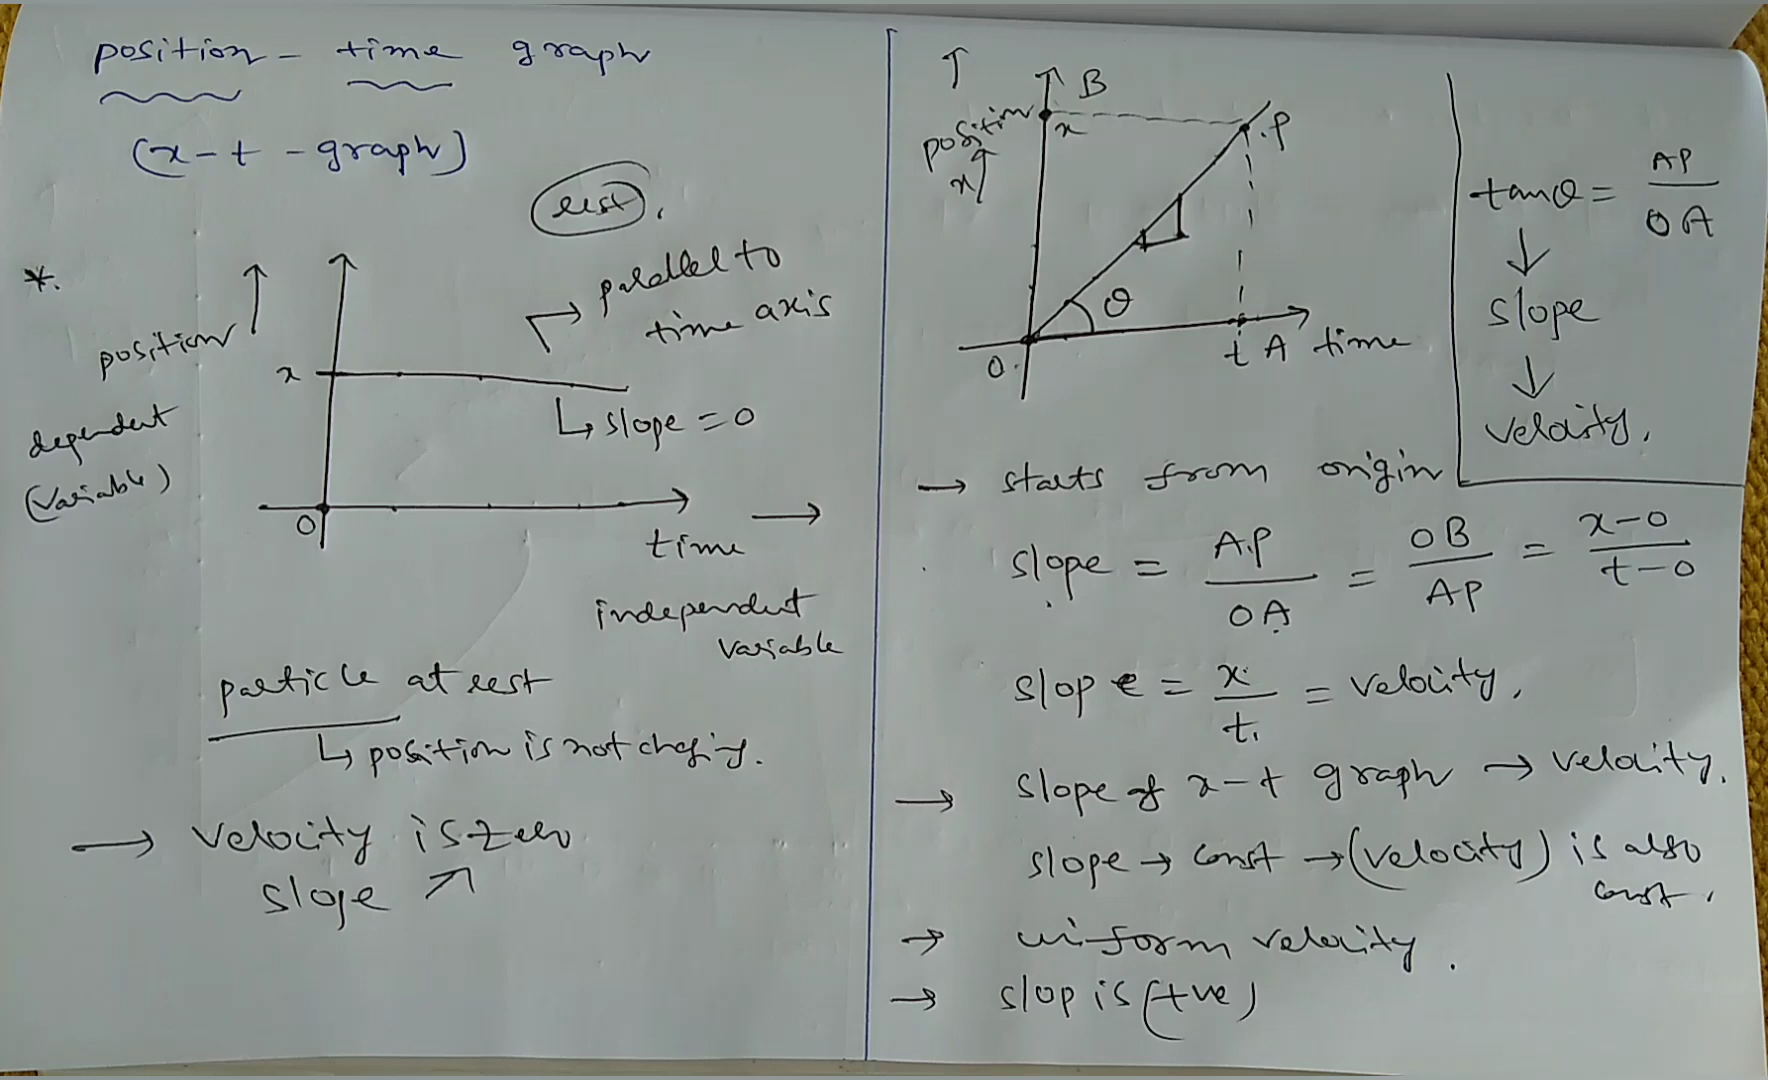 position - time graph
(x-t-graph)
rest.
*.
position
parallel to
time axis
x
slope = 0
dependent
(variable)
0
time
independent
variable
particle at rest
position is not
velocity is zero
slope
B
position
x
x
P
θ
0
t A time
tanθ = AP
OA
slope
velocity.
→ starts from origin
slope = AP = OB = x-0
OA AP t-0
slope = x = velocity.
t
→ slope of x-t graph → velocity.
slope → const → (velocity) is also
const.
→ uniform velocity.
→ slop is (+ve)